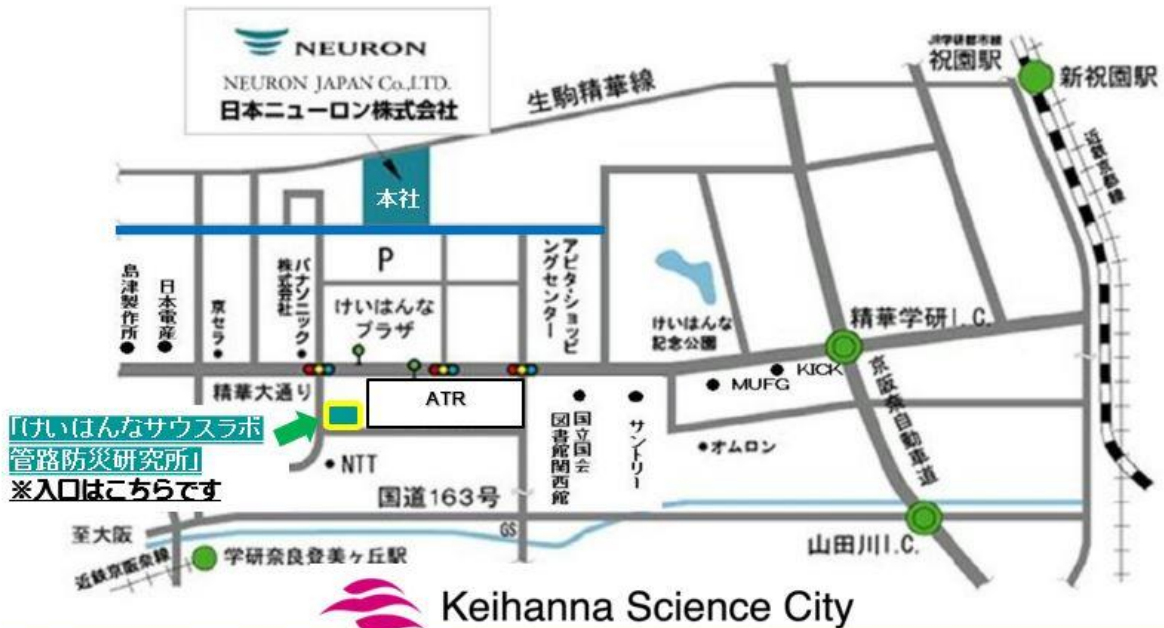 NEURON
NEURON JAPAN Co.,LTD.
日本ニューロン株式会社
生駒精華線
JR学研都市線
祝園駅
新祝園駅
近鉄京都線
本社
島津製作所
日本電産
京セラ
パナソニック
株式会社
P
けいはんな
プラザ
アピタ・ショッピ
ングセンター
けいはんな
記念公園
精華学研I.C.
KICK
MUFG
京阪奈自動車道
精華大通り
ATR
「けいはんなサウスラボ
管路防災研究所」
※入口はこちらです
NTT
国立国会
図書館関西館
サントリー
オムロン
国道163号
至大阪
GS
山田川I.C.
近鉄京阪奈線
学研奈良登美ヶ丘駅
Keihanna Science City